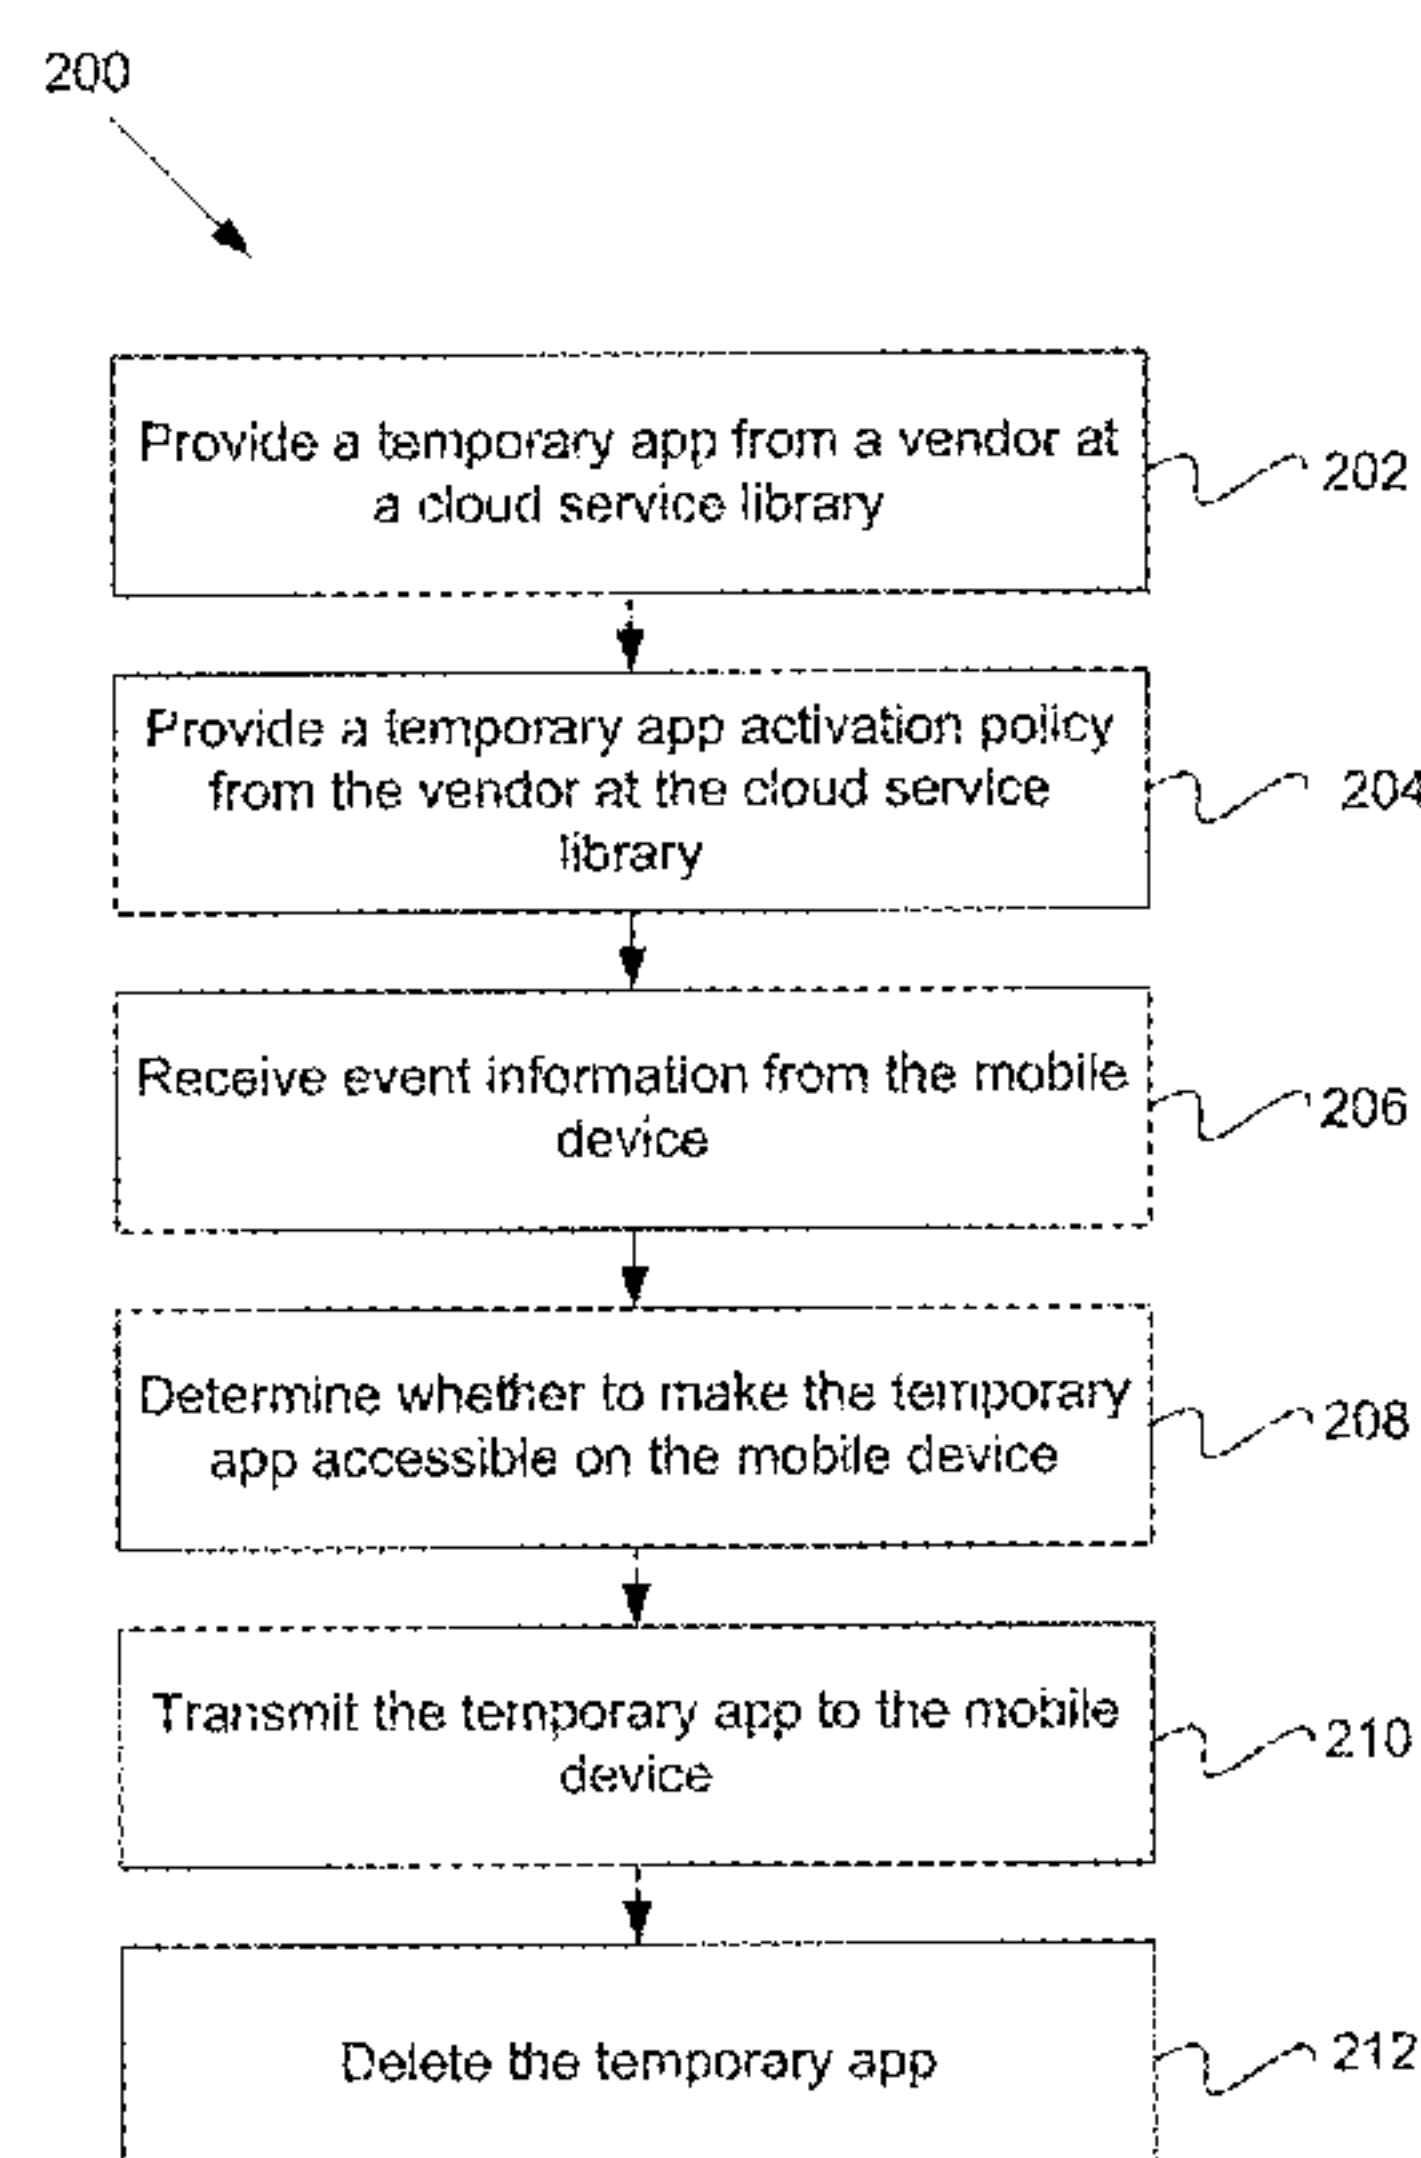 200
Provide a temporary app from a vendor at
a cloud service library
202
Provide a temporary app activation policy
from the vendor at the cloud service
library
204
Receive event information from the mobile
device
206
Determine whether to make the temporary
app accessible on the mobile device
208
Transmit the temporary app to the mobile
device
210
Delete the temporary app
212